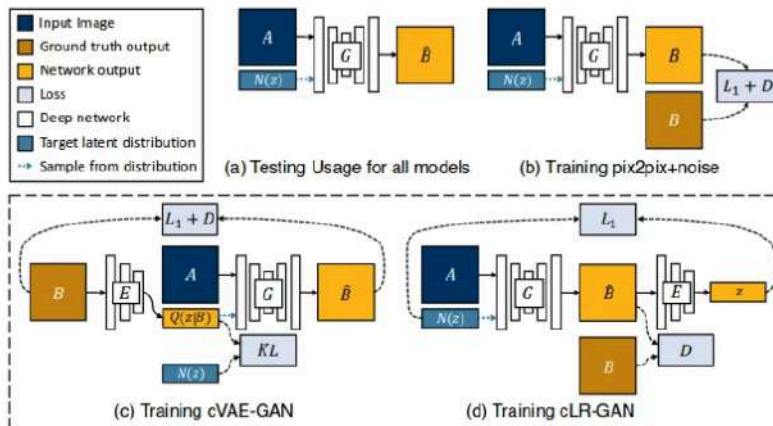 Input Image
Ground truth output
Network output
Loss
Deep network
Target latent distribution
Sample from distribution
A
N(z)
G
B̂
(a) Testing Usage for all models
A
N(z)
G
B
B
L₁ + D
(b) Training pix2pix+noise
L₁ + D
B
E
A
Q(z|B)
G
B̂
N(z)
KL
(c) Training cVAE-GAN
L₁
A
N(z)
G
B̂
E
z
B
D
(d) Training cLR-GAN